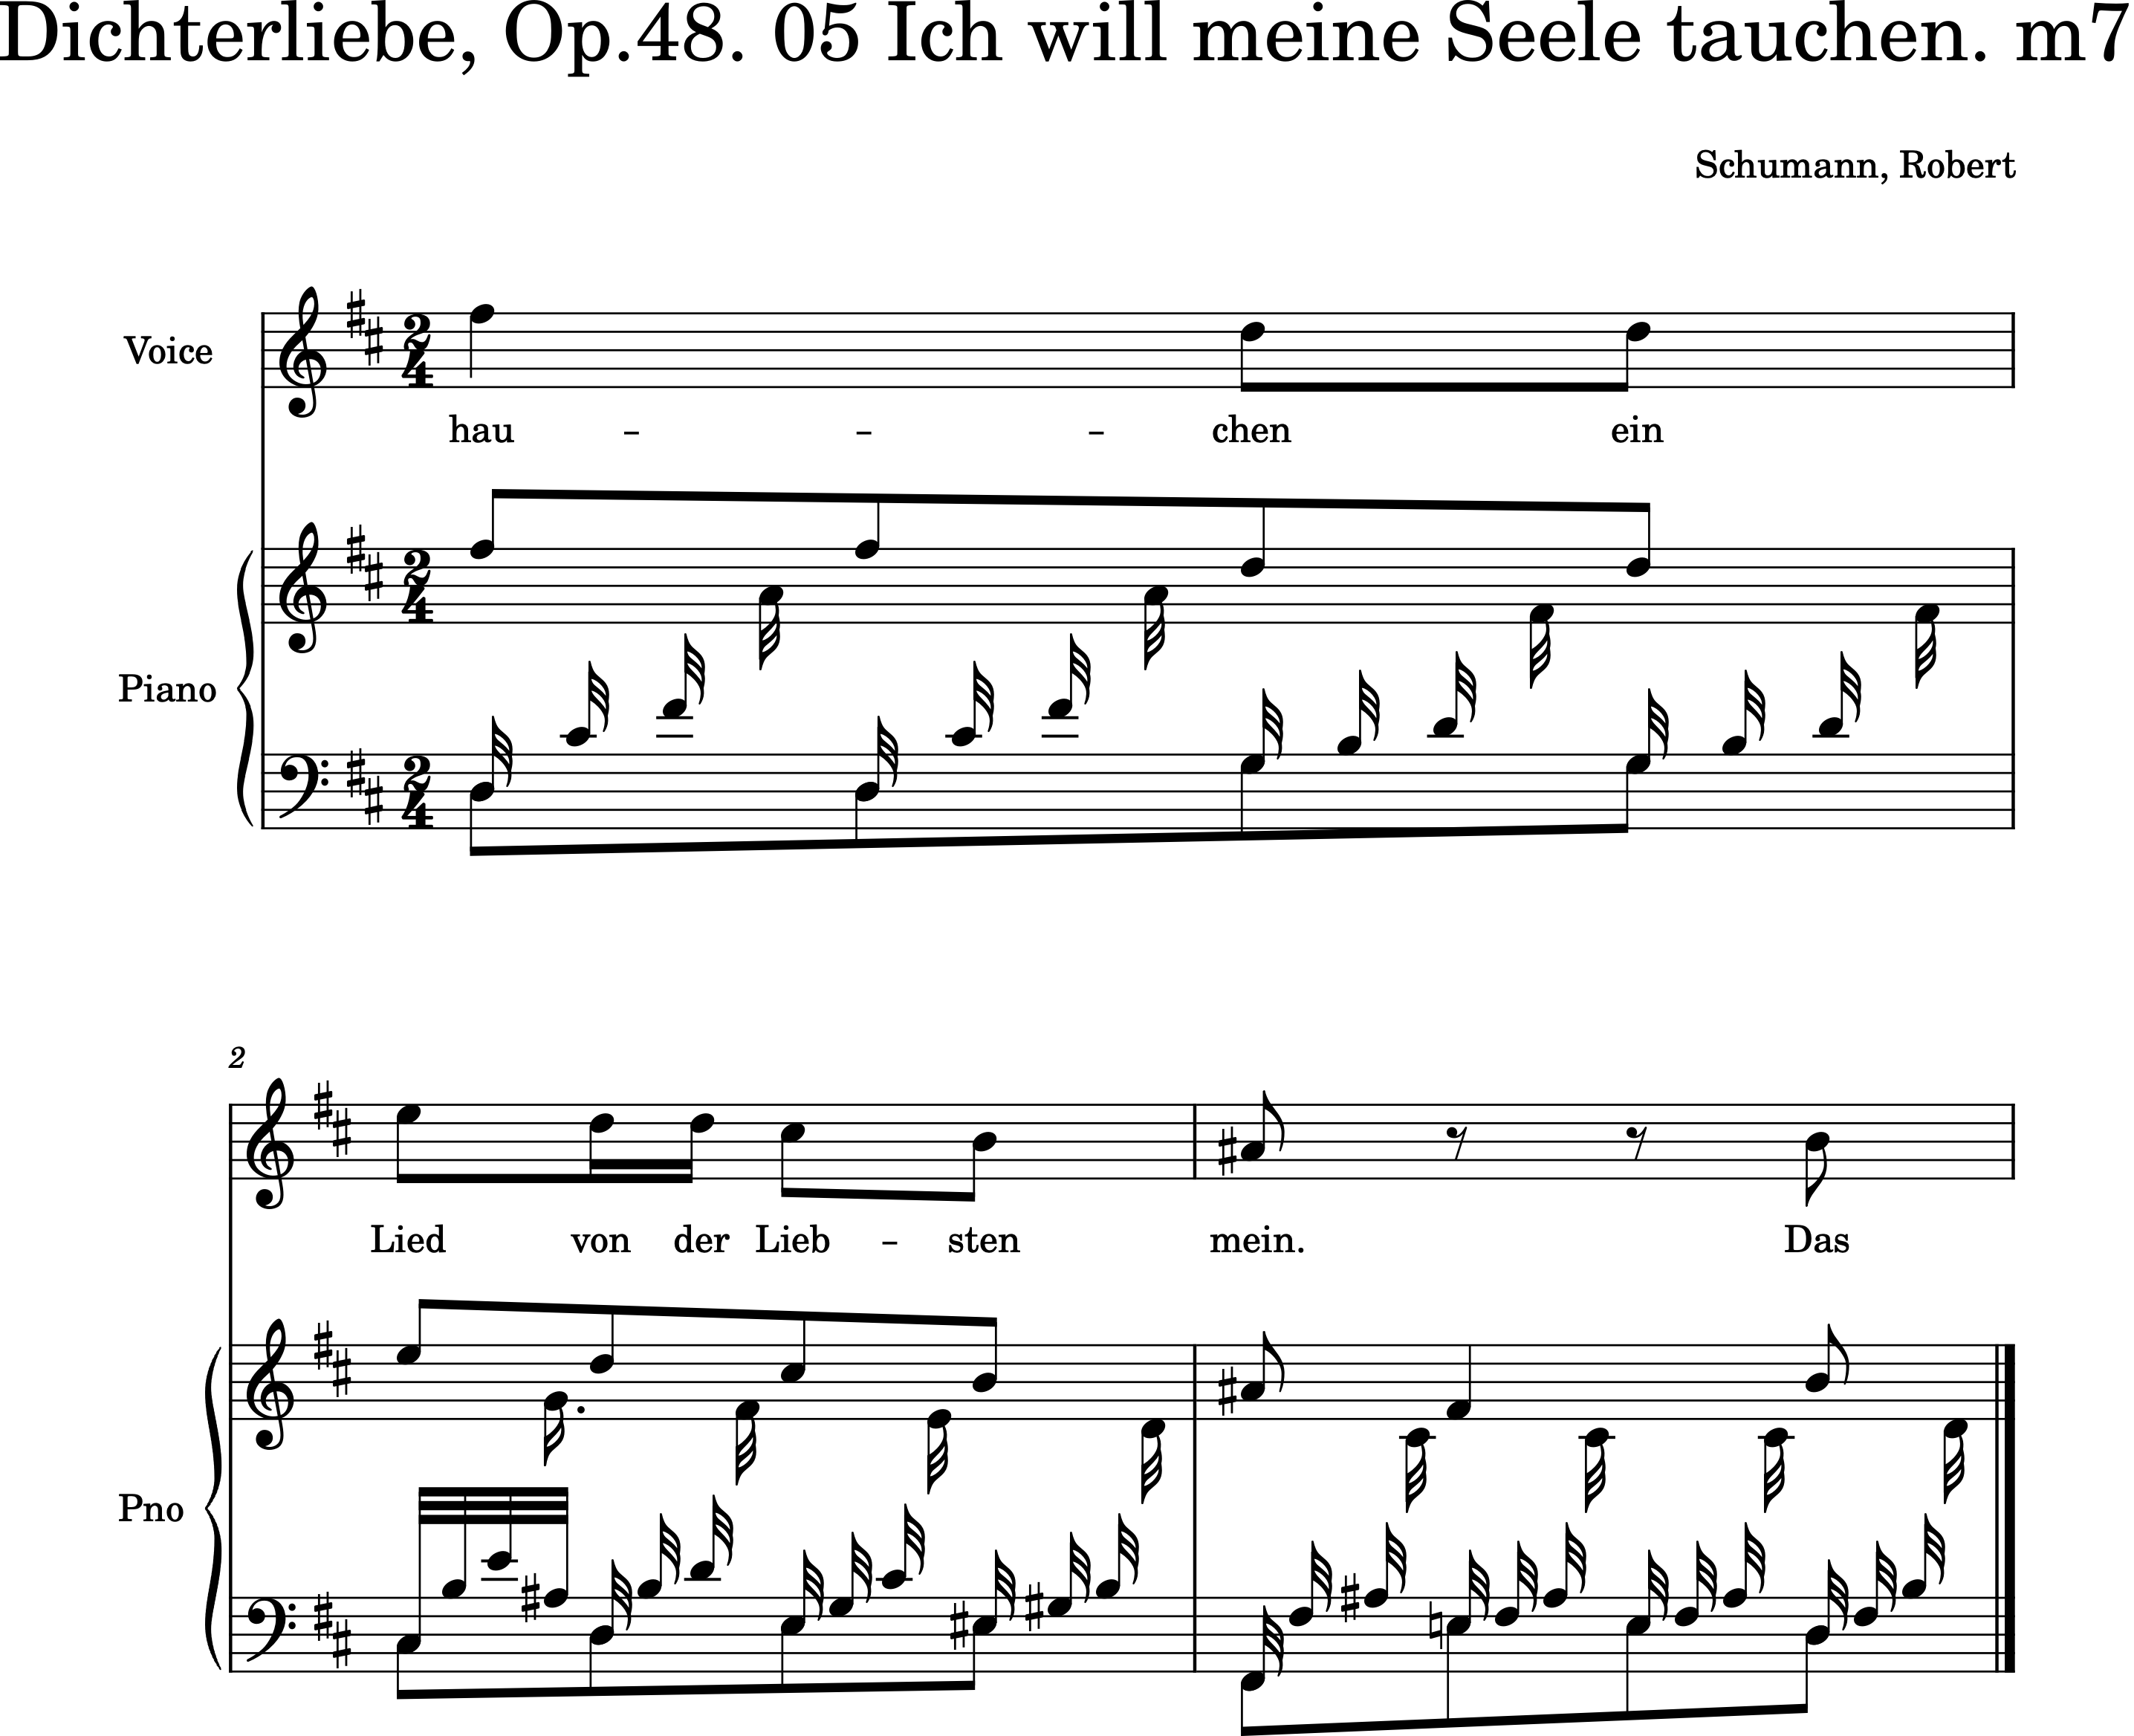 Dichterliebe, Op.48. 05 Ich will meine Seele tauchen. m7
Schumann, Robert
Voice
hau - - - chen ein
Piano
2
Lied von der Lieb - sten mein. Das
Pno